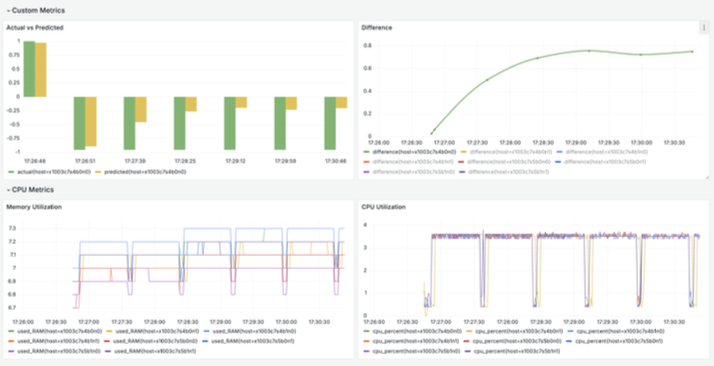 Custom Metrics
Actual vs Predicted
1
0.75
0.5
0.25
0
-0.25
-0.5
-0.75
-1
17:26:48 17:26:51 17:27:39 17:28:25 17:29:12 17:29:59 17:30:46
actual(host=x1003c7s4b0n0) predicted(host=x1003c7s4b0n0)
Difference
0.8
0.6
0.4
0.2
0
17:26:00 17:26:30 17:27:00 17:27:30 17:28:00 17:28:30 17:29:00 17:29:30 17:30:00 17:30:30
difference(host=x1003c7s4b0n0) difference(host=x1003c7s4b0n1) difference(host=x1003c7s4b1n0)
difference(host=x1003c7s4b1n1) difference(host=x1003c7s5b0n0) difference(host=x1003c7s5b0n1)
difference(host=x1003c7s5b1n0) difference(host=x1003c7s5b1n1)
CPU Metrics
Memory Utilization
7.3
7.2
7.1
7
6.9
6.8
6.7
17:26:00 17:26:30 17:27:00 17:27:30 17:28:00 17:28:30 17:29:00 17:29:30 17:30:00 17:30:30
used_RAM(host=x1003c7s4b0n0) used_RAM(host=x1003c7s4b0n1) used_RAM(host=x1003c7s4b1n0)
used_RAM(host=x1003c7s4b1n1) used_RAM(host=x1003c7s5b0n0) used_RAM(host=x1003c7s5b0n1)
used_RAM(host=x1003c7s5b1n0) used_RAM(host=x1003c7s5b1n1)
CPU Utilization
4
3
2
1
0
17:26:00 17:26:30 17:27:00 17:27:30 17:28:00 17:28:30 17:29:00 17:29:30 17:30:00 17:30:30
cpu_percent(host=x1003c7s4b0n0) cpu_percent(host=x1003c7s4b0n1) cpu_percent(host=x1003c7s4b1n0)
cpu_percent(host=x1003c7s4b1n1) cpu_percent(host=x1003c7s5b0n0) cpu_percent(host=x1003c7s5b0n1)
cpu_percent(host=x1003c7s5b1n0) cpu_percent(host=x1003c7s5b1n1)